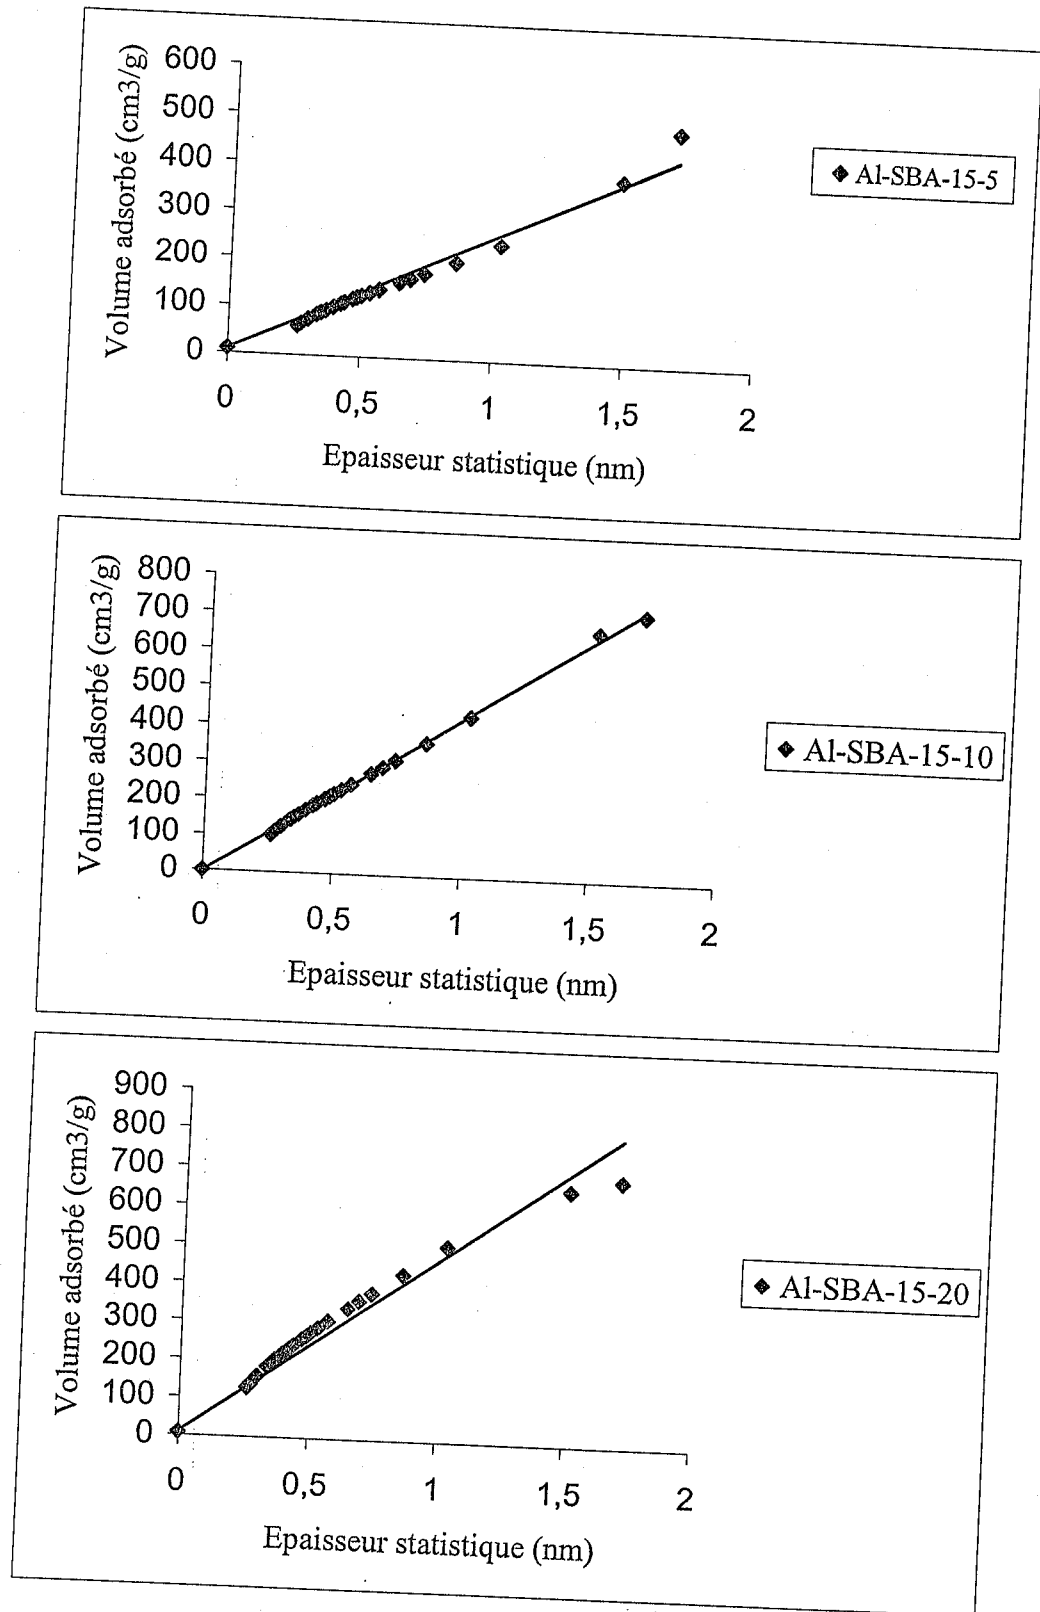 Volume adsorbé (cm3/g)
600
500
400
300
200
100
0
0 0,5 1 1,5 2
Epaisseur statistique (nm)
Al-SBA-15-5
Volume adsorbé (cm3/g)
800
700
600
500
400
300
200
100
0
0 0,5 1 1,5 2
Epaisseur statistique (nm)
Al-SBA-15-10
Volume adsorbé (cm3/g)
900
800
700
600
500
400
300
200
100
0
0 0,5 1 1,5 2
Epaisseur statistique (nm)
Al-SBA-15-20